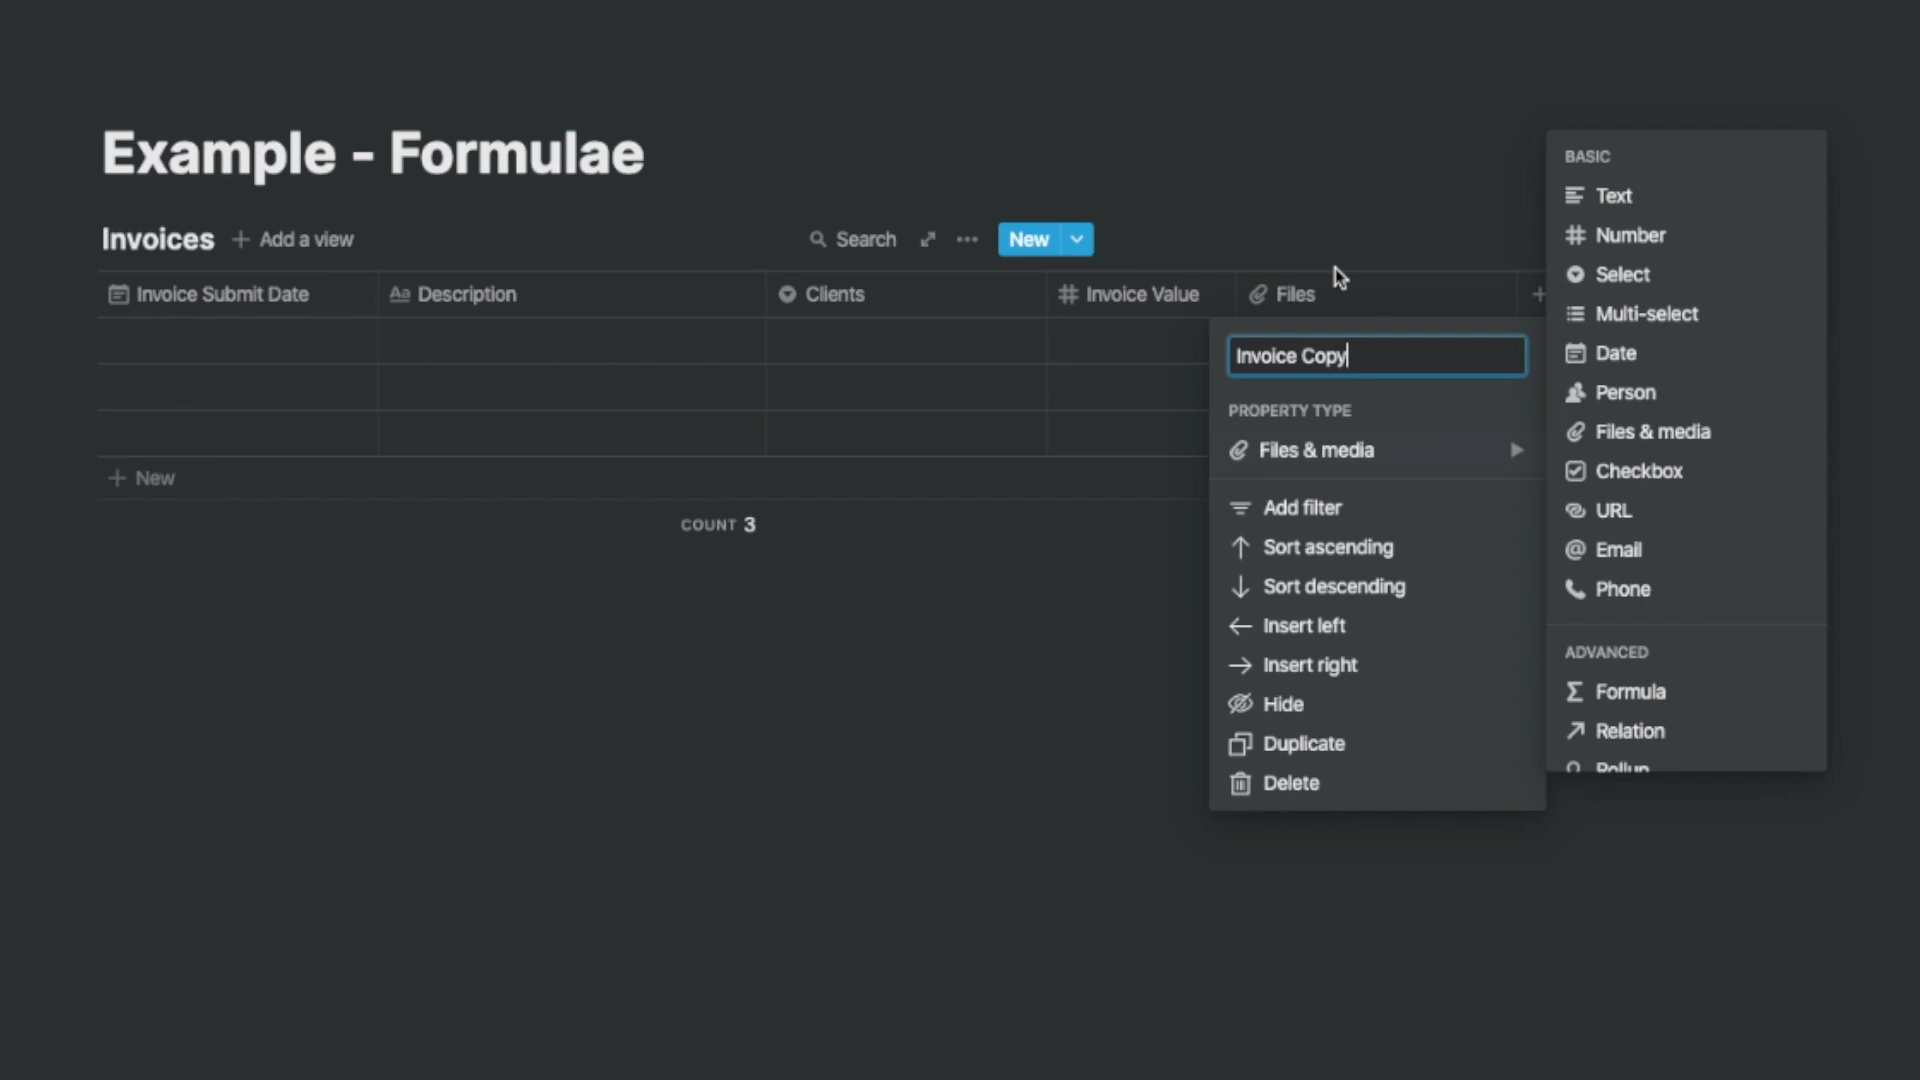 Example - Formulae
Invoices + Add a view Search ... New
Invoice Submit Date Aa Description Clients # Invoice Value Files +
+ New
COUNT 3
Invoice Copy
PROPERTY TYPE
Files & media
Add filter
Sort ascending
Sort descending
Insert left
Insert right
Hide
Duplicate
Delete
BASIC
Text
Number
Select
Multi-select
Date
Person
Files & media
Checkbox
URL
Email
Phone
ADVANCED
Formula
Relation
Rollup